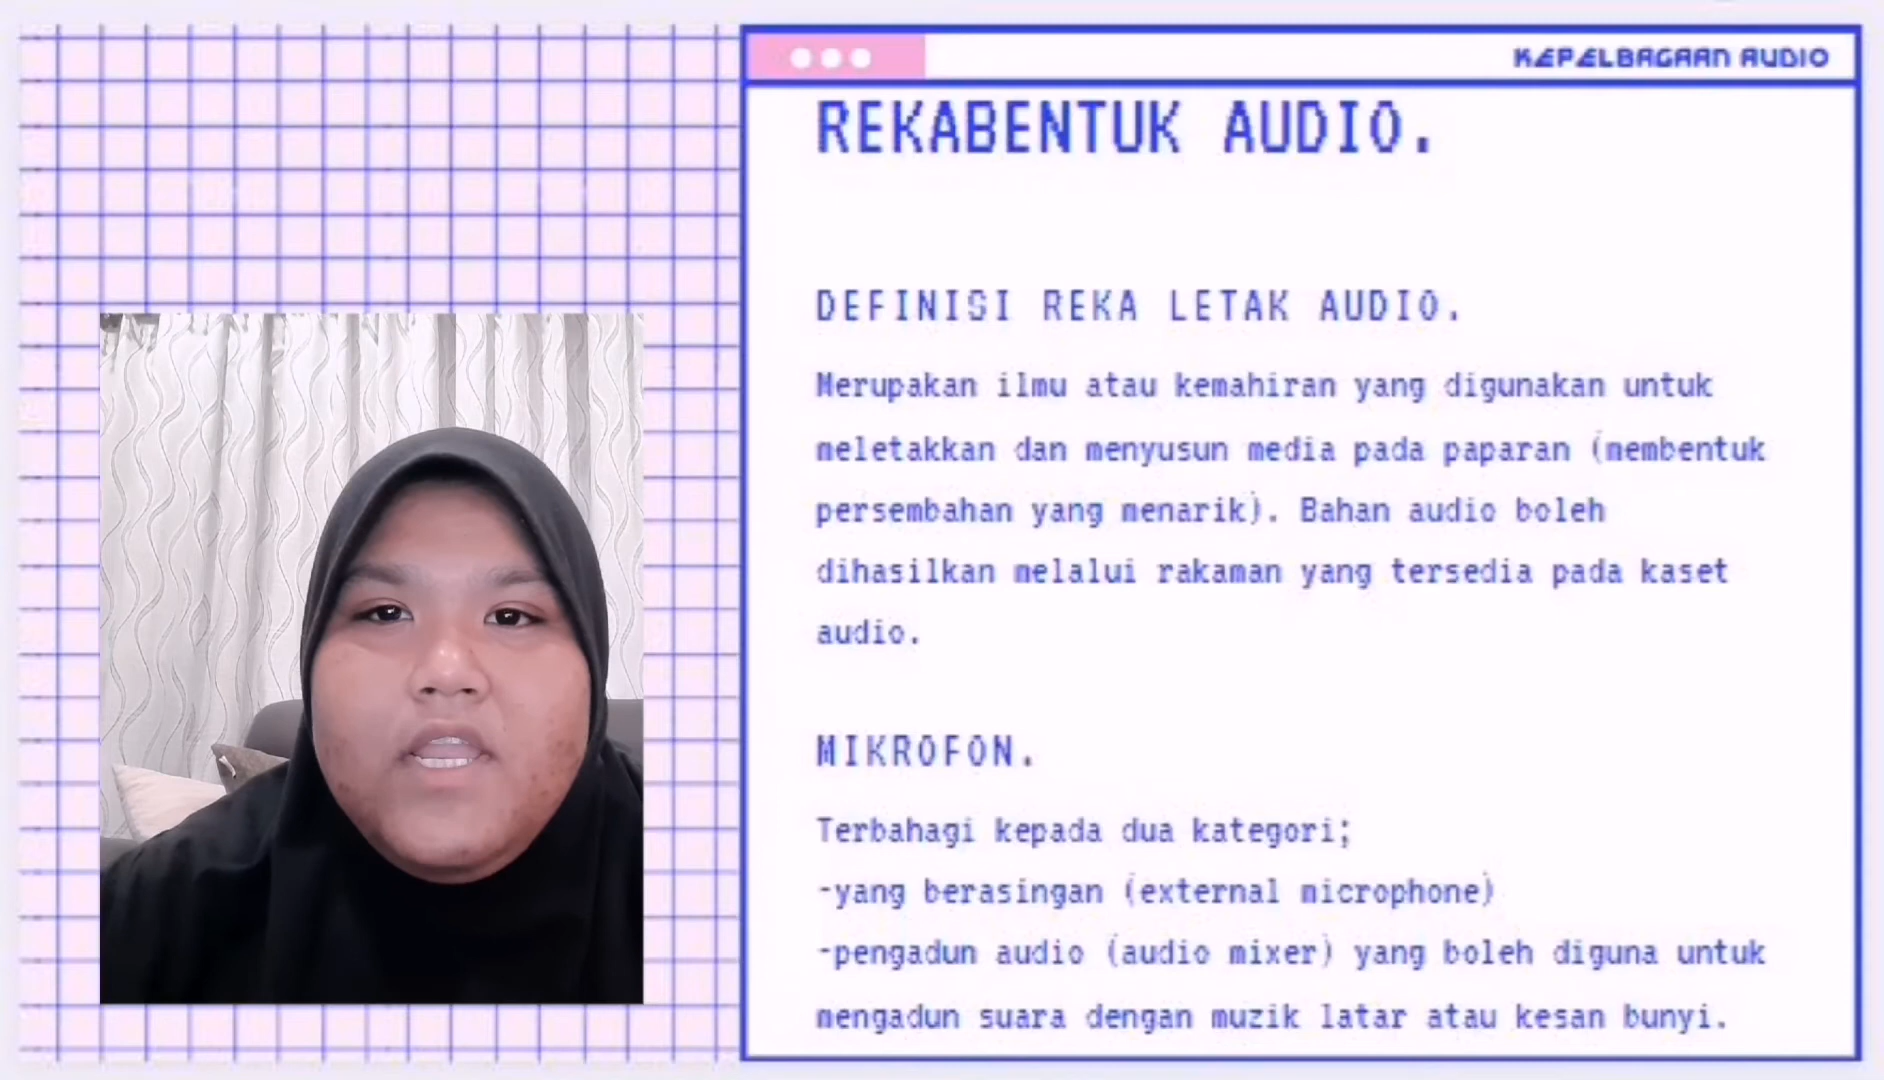 KEPELBAGAAN AUDIO
REKABENTUK AUDIO.
DEFINISI REKA LETAK AUDIO.
Merupakan ilmu atau kemahiran yang digunakan untuk
meletakkan dan menyusun media pada paparan (membentuk
persembahan yang menarik). Bahan audio boleh
dihasilkan melalui rakaman yang tersedia pada kaset
audio.
MIKROFON.
Terbahagi kepada dua kategori;
-yang berasingan (external microphone)
-pengadun audio (audio mixer) yang boleh diguna untuk
mengadun suara dengan muzik latar atau kesan bunyi.